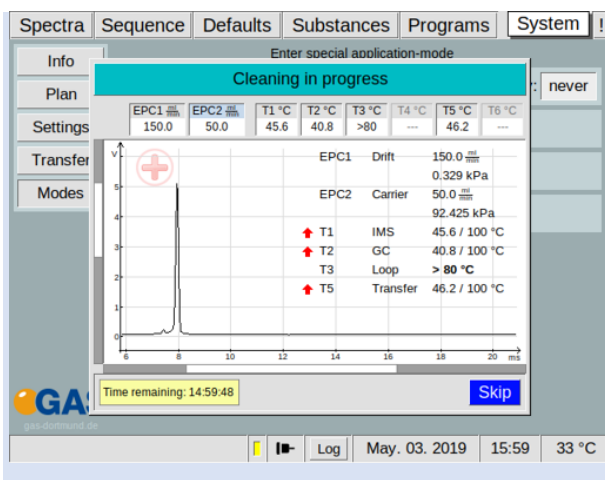 Spectra Sequence Defaults Substances Programs System !
Enter special application-mode
Info
Plan
Settings
Transfer
Modes
: never
Cleaning in progress
EPC1 ml/min EPC2 ml/min T1 °C T2 °C T3 °C T4 °C T5 °C T6 °C
150.0 50.0 45.6 40.8 >80 --- 46.2 ---
V
5
4
3
2
1
0
6 8 10 12 14 16 18 20 ms
EPC1 Drift 150.0 ml/min
0.329 kPa
EPC2 Carrier 50.0 ml/min
92.425 kPa
T1 IMS 45.6 / 100 °C
T2 GC 40.8 / 100 °C
T3 Loop > 80 °C
T5 Transfer 46.2 / 100 °C
Time remaining: 14:59:48
Skip
GAS
gas-dortmund.de
Log May. 03. 2019 15:59 33 °C